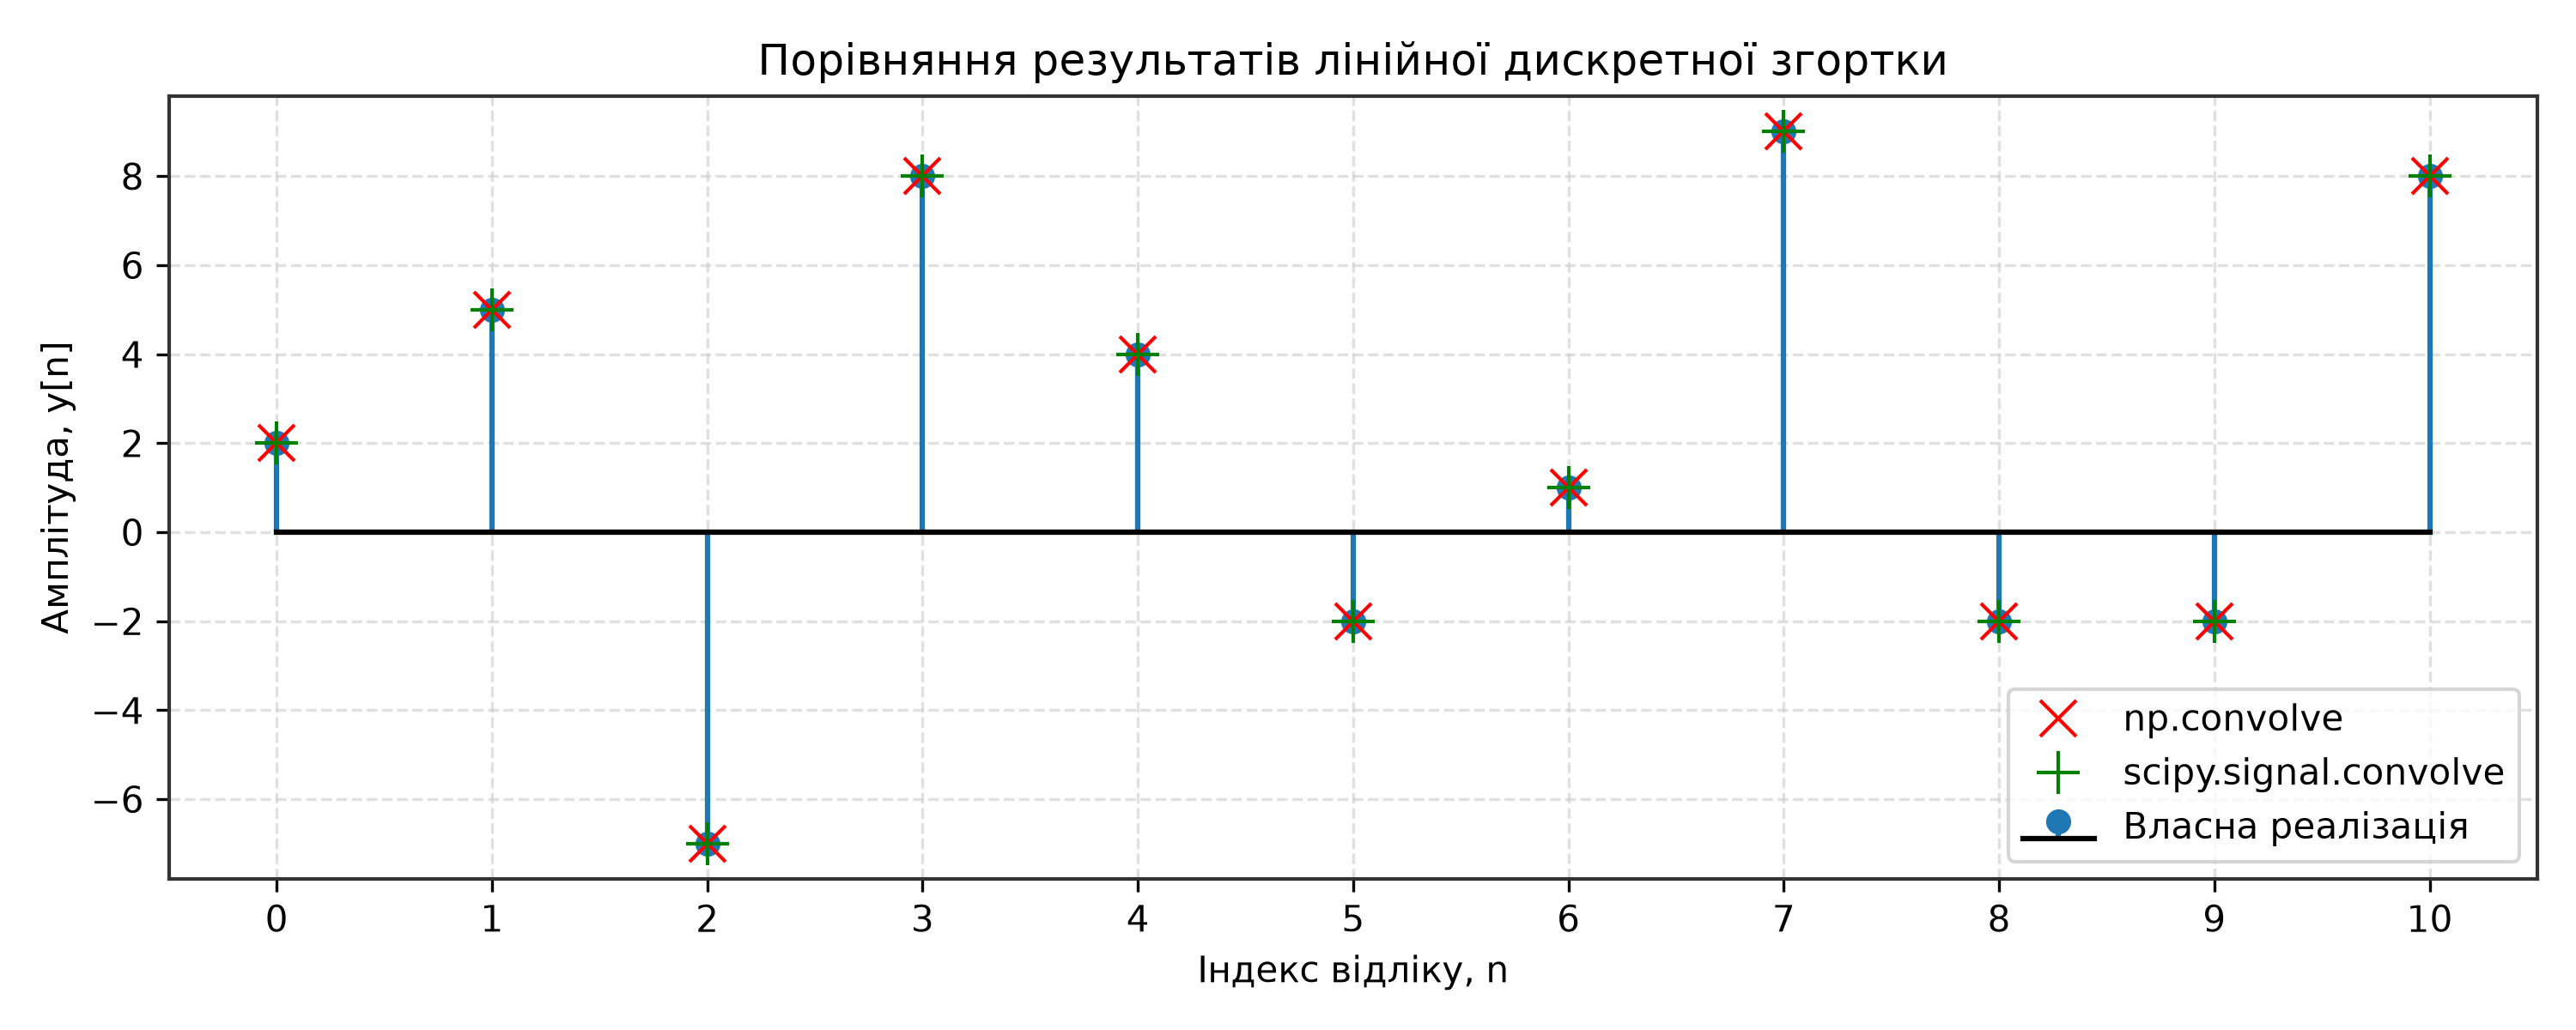 Порівняння результатів лінійної дискретної згортки
Амплітуда, y[n]
8
6
4
2
0
−2
−4
−6
np.convolve
scipy.signal.convolve
Власна реалізація
0 1 2 3 4 5 6 7 8 9 10
Індекс відліку, n